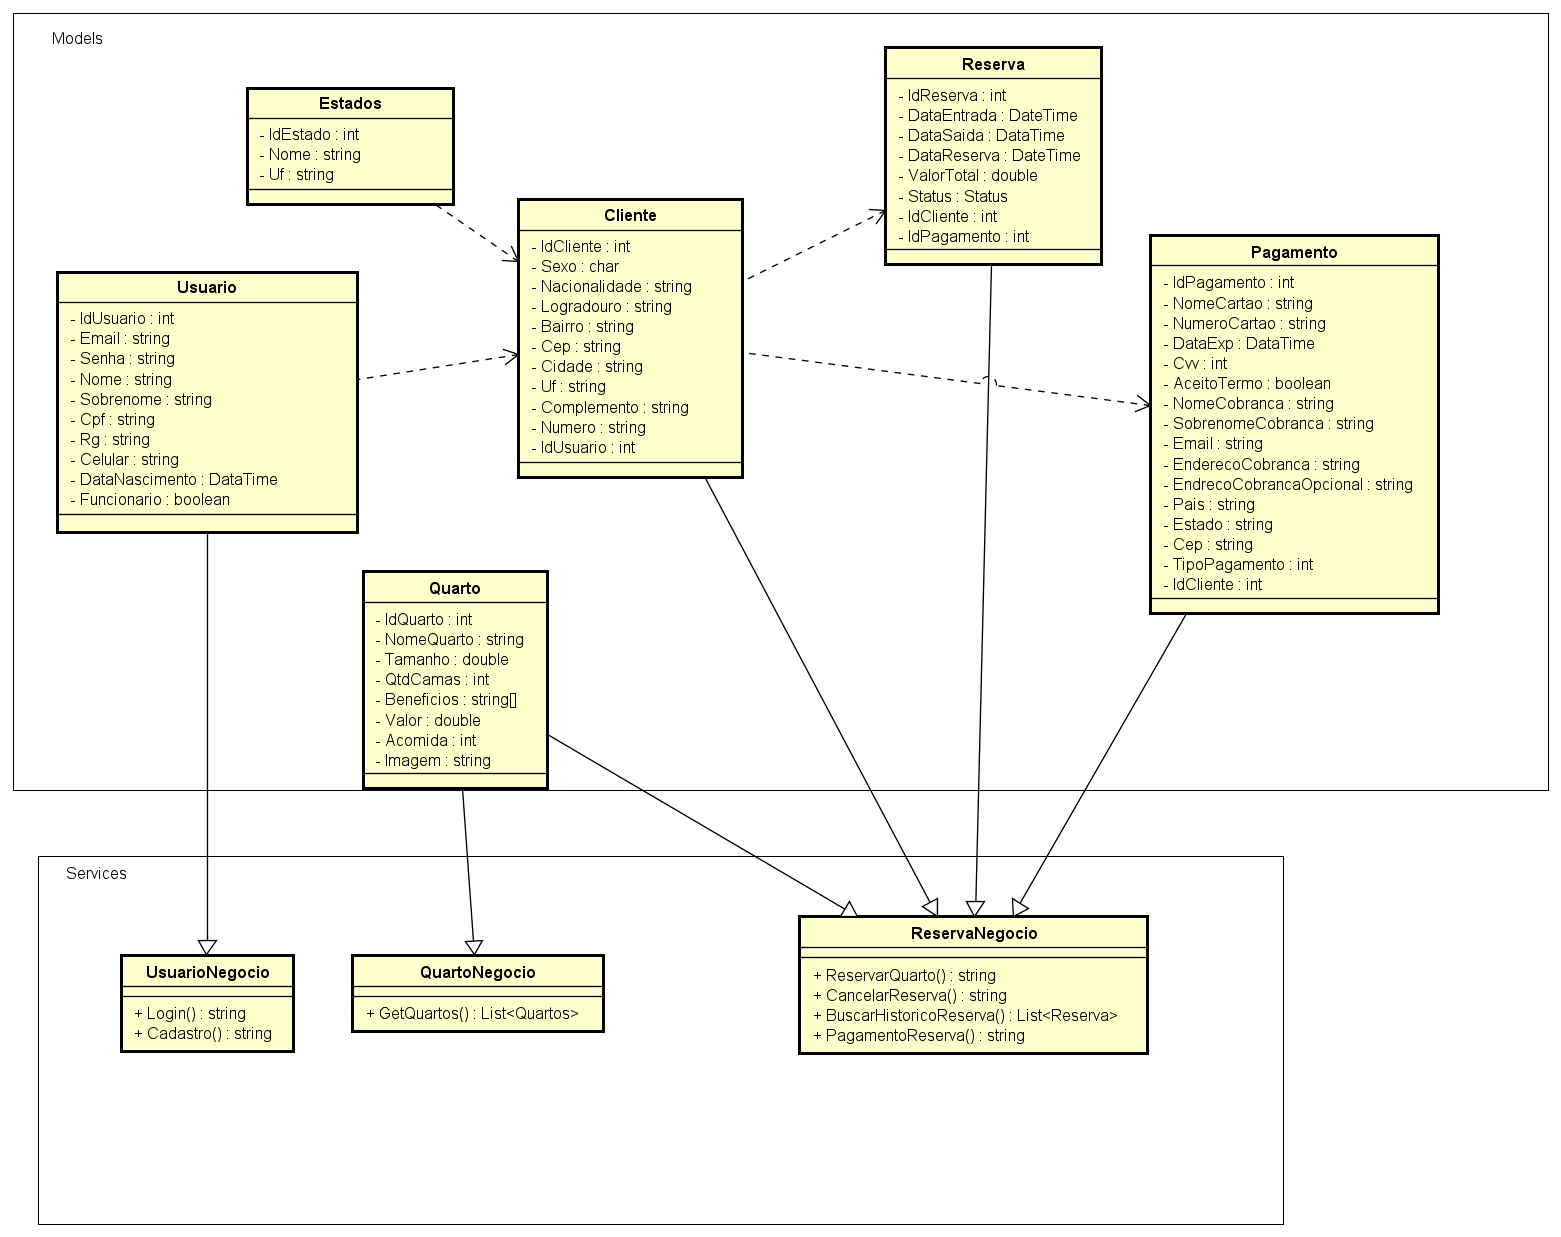 Models
Estados
- IdEstado : int
- Nome : string
- Uf : string
Reserva
- IdReserva : int
- DataEntrada : DateTime
- DataSaida : DataTime
- DataReserva : DateTime
- ValorTotal : double
- Status : Status
- IdCliente : int
- IdPagamento : int
Cliente
- IdCliente : int
- Sexo : char
- Nacionalidade : string
- Logradouro : string
- Bairro : string
- Cep : string
- Cidade : string
- Uf : string
- Complemento : string
- Numero : string
- IdUsuario : int
Pagamento
- IdPagamento : int
- NomeCartao : string
- NumeroCartao : string
- DataExp : DataTime
- Cvv : int
- AceitoTermo : boolean
- NomeCobranca : string
- SobrenomeCobranca : string
- Email : string
- EnderecoCobranca : string
- EndrecoCobrancaOpcional : string
- Pais : string
- Estado : string
- Cep : string
- TipoPagamento : int
- IdCliente : int
Usuario
- IdUsuario : int
- Email : string
- Senha : string
- Nome : string
- Sobrenome : string
- Cpf : string
- Rg : string
- Celular : string
- DataNascimento : DataTime
- Funcionario : boolean
Quarto
- IdQuarto : int
- NomeQuarto : string
- Tamanho : double
- QtdCamas : int
- Beneficios : string[]
- Valor : double
- Acomida : int
- Imagem : string
Services
UsuarioNegocio
+ Login() : string
+ Cadastro() : string
QuartoNegocio
+ GetQuartos() : List<Quartos>
ReservaNegocio
+ ReservarQuarto() : string
+ CancelarReserva() : string
+ BuscarHistoricoReserva() : List<Reserva>
+ PagamentoReserva() : string